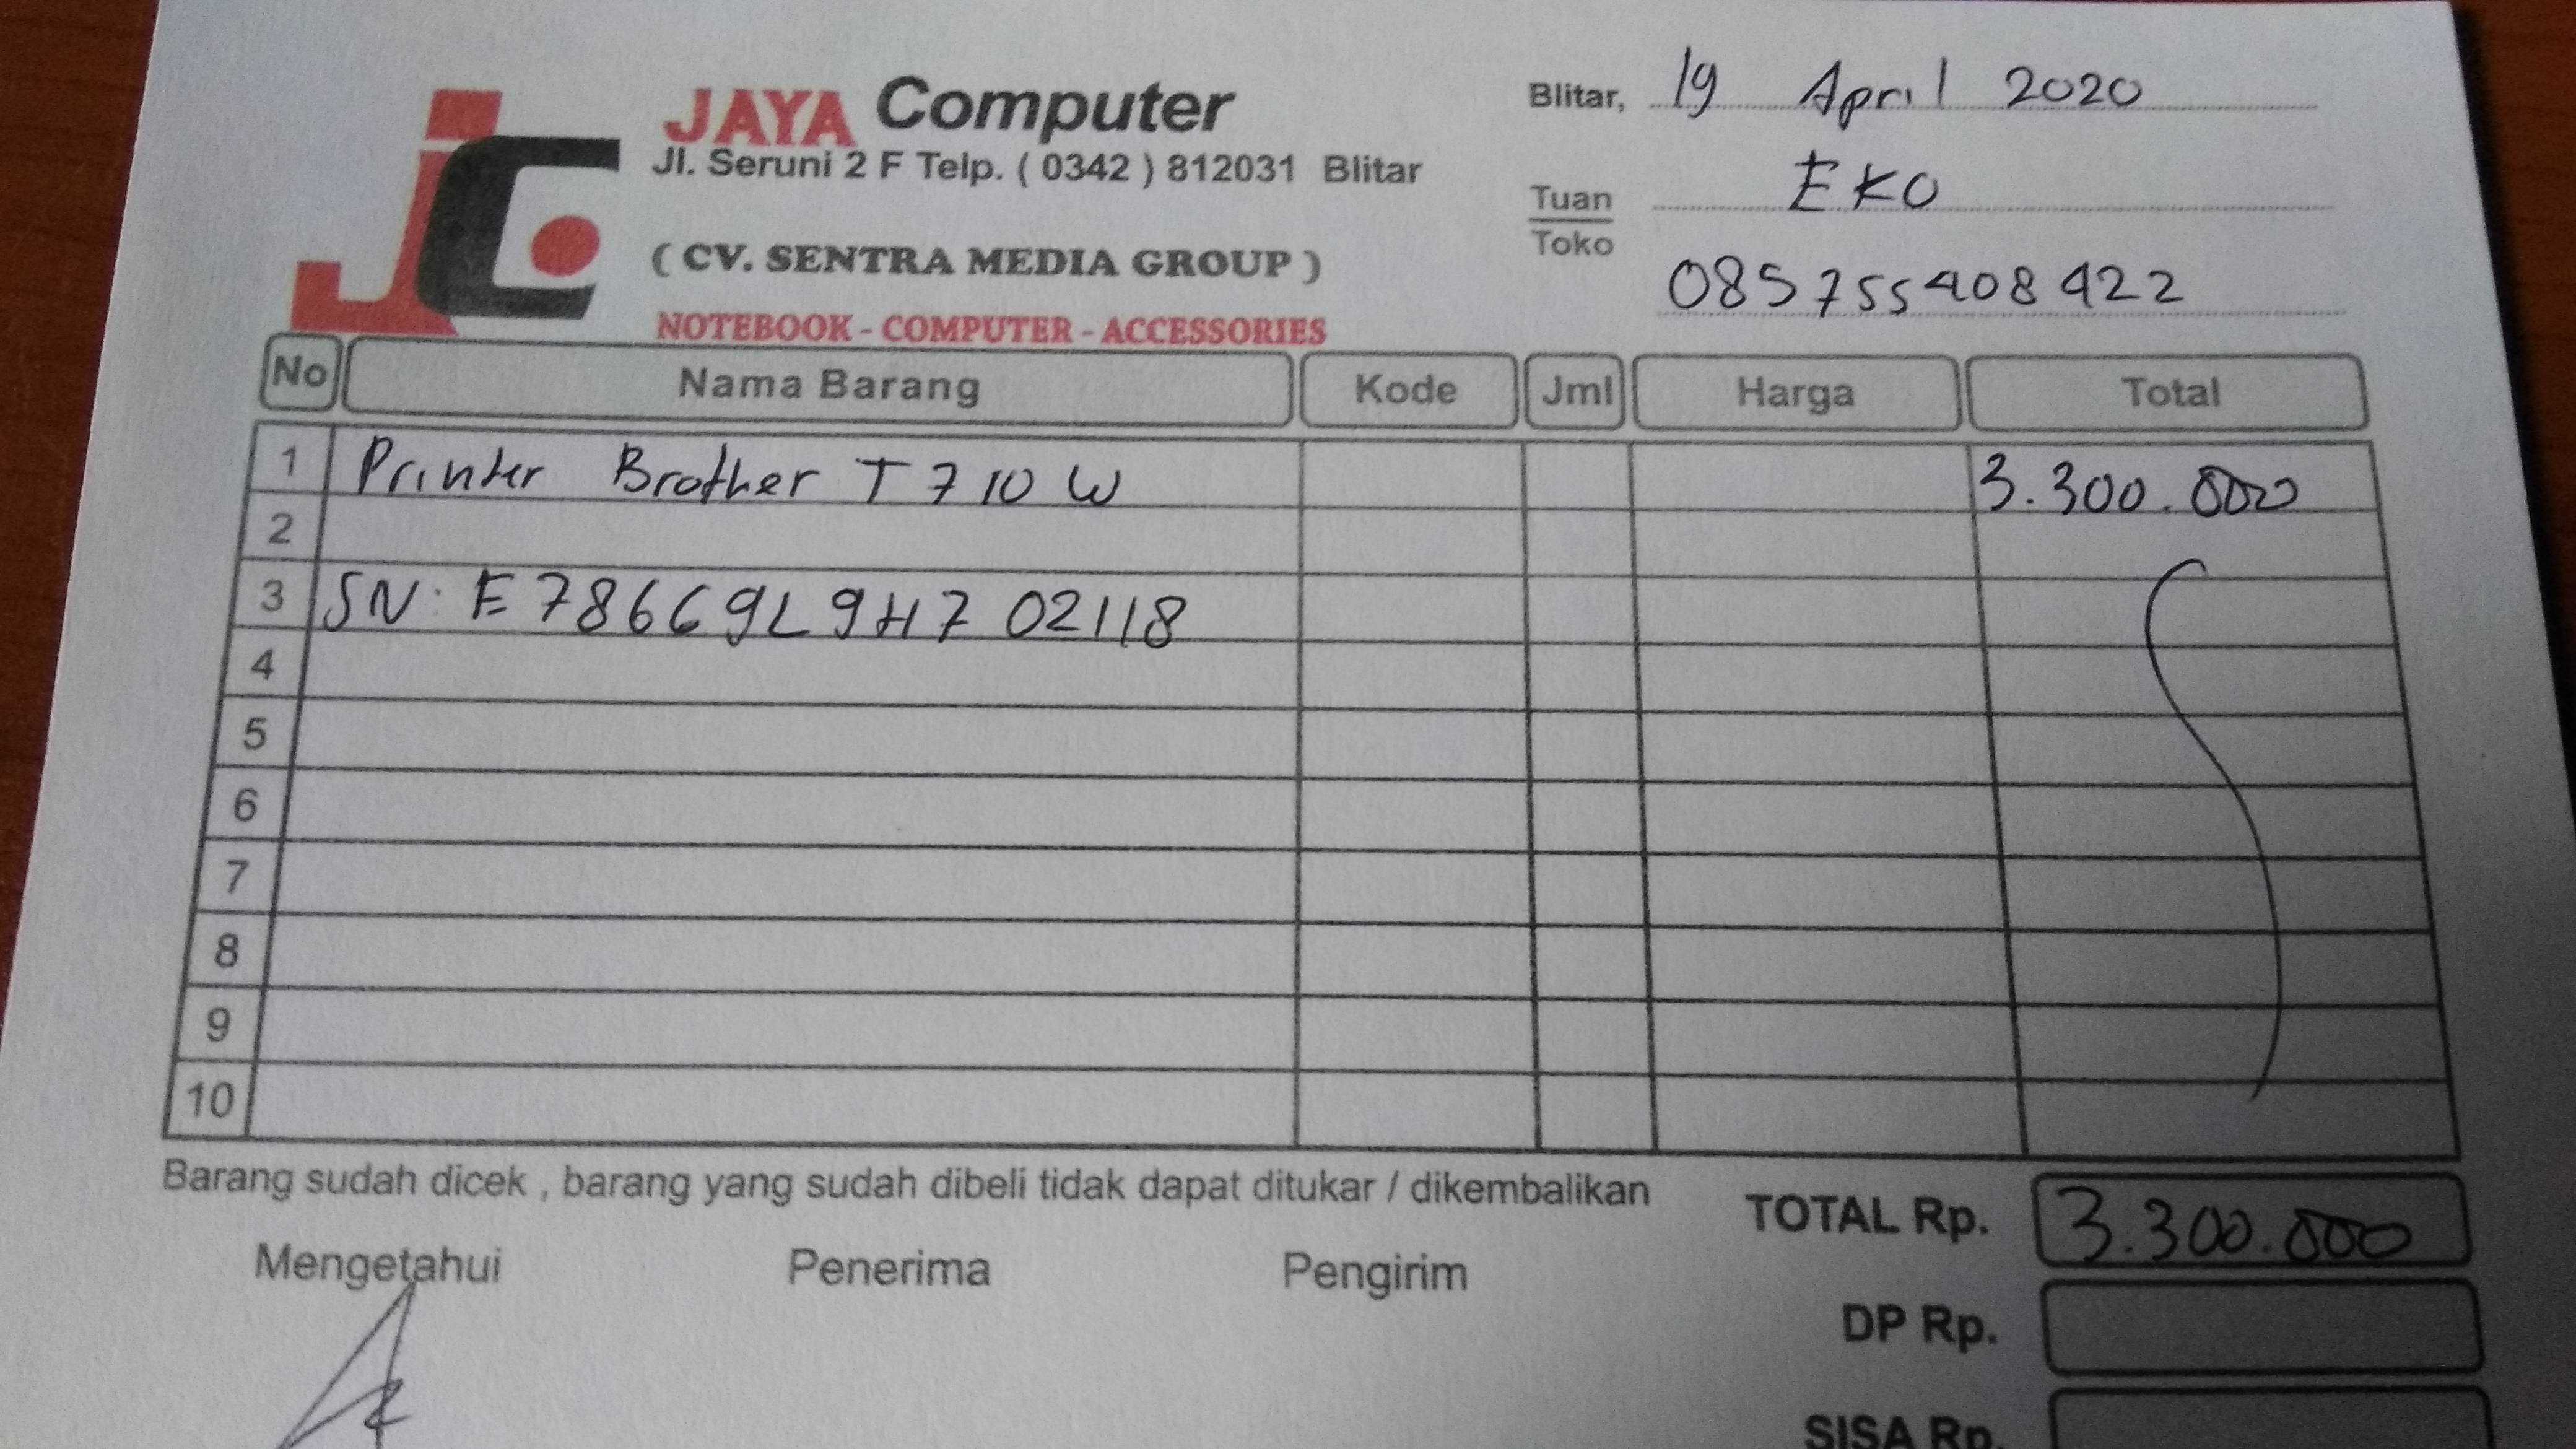 JAYA Computer
Jl. Seruni 2 F Telp. ( 0342 ) 812031 Blitar
( CV. SENTRA MEDIA GROUP )
NOTEBOOK - COMPUTER - ACCESSORIES
Blitar, 19 April 2020
Tuan
Toko
EKO
085755408422
No Nama Barang Kode Jml Harga Total
1 Printer Brother T710W 3.300.000
2
3 SN: E78669L9H702118
4
5
6
7
8
9
10
Barang sudah dicek , barang yang sudah dibeli tidak dapat ditukar / dikembalikan
TOTAL Rp. 3.300.000
Mengetahui Penerima Pengirim
DP Rp.
SISA Rp.